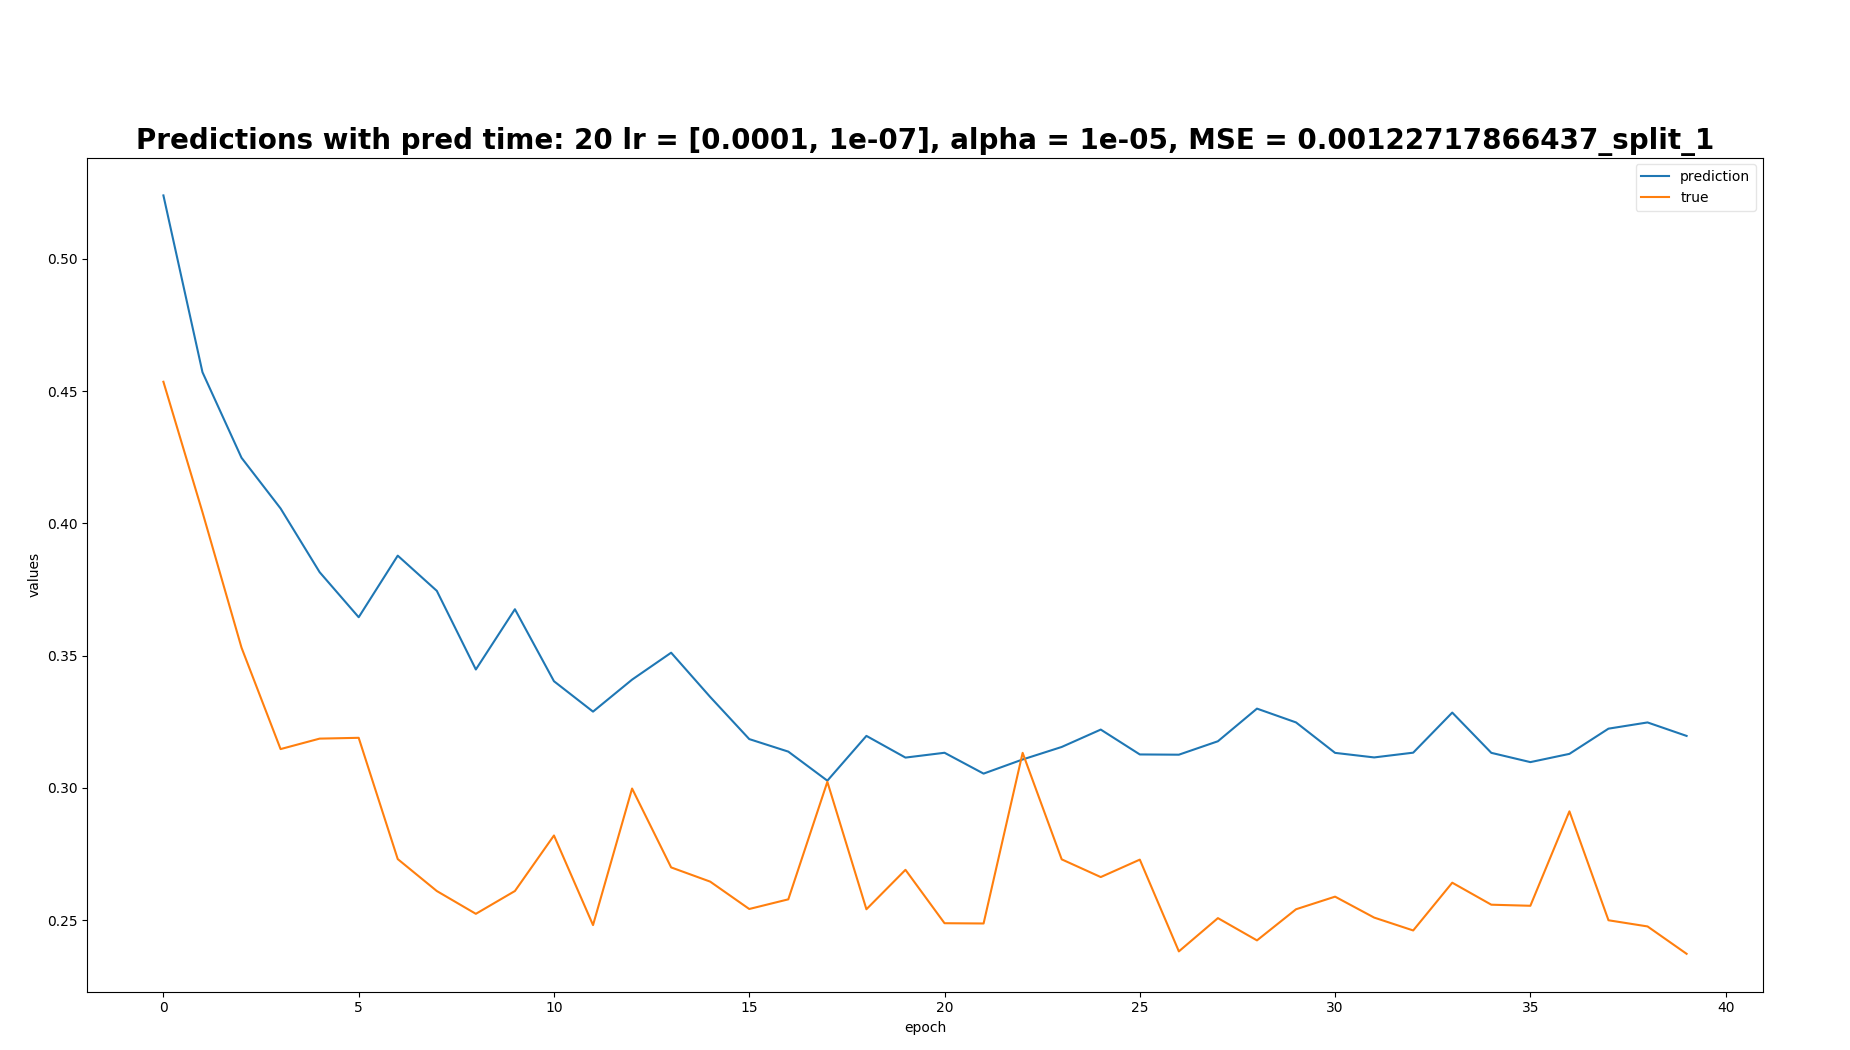 Predictions with pred time: 20 lr = [0.0001, 1e-07], alpha = 1e-05, MSE = 0.00122717866437_split_1
prediction
true
0.50
0.45
0.40
0.35
0.30
0.25
values
0 5 10 15 20 25 30 35 40
epoch